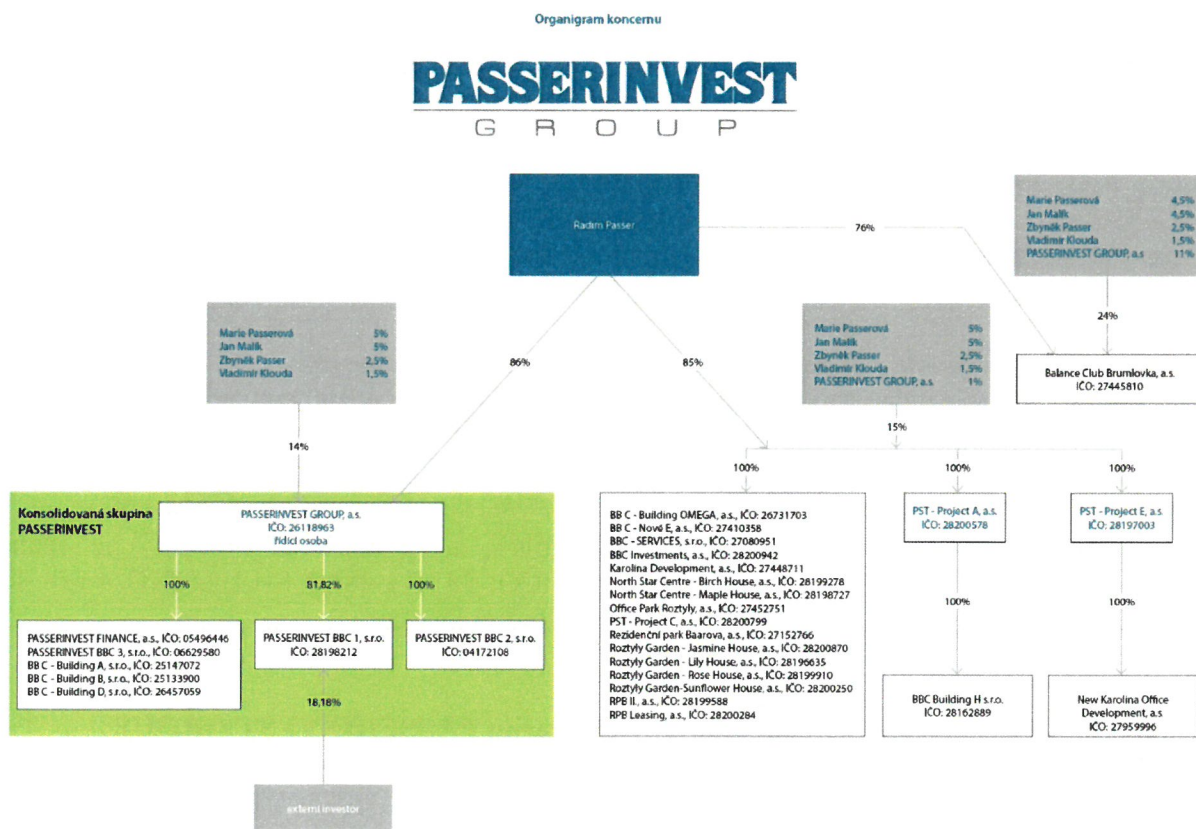 Organigram koncernu
PASSERINVEST
GROUP
Radim Passer
Marie Passerová 4,5%
Jan Malík 4,5%
Zbyněk Passer 2,5%
Vladimír Klouda 1,5%
PASSERINVEST GROUP, a.s 11%
76%
24%
Balance Club Brumlovka, a.s.
IČO: 27445810
Marie Passerová 5%
Jan Malík 5%
Zbyněk Passer 2,5%
Vladimír Klouda 1,5%
86%
85%
Marie Passerová 5%
Jan Malík 5%
Zbyněk Passer 2,5%
Vladimír Klouda 1,5%
PASSERINVEST GROUP, a.s. 1%
14%
15%
Konsolidovaná skupina
PASSERINVEST
PASSERINVEST GROUP, a.s.
IČO: 26118963
řídící osoba
100%
81,82%
100%
PASSERINVEST FINANCE, a.s., IČO: 05496446
PASSERINVEST BBC 3, s.r.o., IČO: 06629580
BB C - Building A, s.r.o., IČO: 25147072
BB C - Building B, s.r.o., IČO: 25133900
BB C - Building D, s.r.o., IČO: 26457059
PASSERINVEST BBC 1, s.r.o.
IČO: 28198212
PASSERINVEST BBC 2, s.r.o.
IČO: 04172108
18,18%
externí investor
100%
100%
100%
BB C - Building OMEGA, a.s., IČO: 26731703
BB C - Nové E, a.s., IČO: 27410358
BBC - SERVICES, s.r.o., IČO: 27080951
BBC Investments, a.s., IČO: 28200942
Karolina Development, a.s., IČO: 27448711
North Star Centre - Birch House, a.s., IČO: 28199278
North Star Centre - Maple House, a.s., IČO: 28198727
Office Park Roztyly, a.s., IČO: 27452751
PST - Project C, a.s., IČO: 28200799
Rezidenční park Baarova, a.s., IČO: 27152766
Roztyly Garden - Jasmine House, a.s., IČO: 28200870
Roztyly Garden - Lily House, a.s., IČO: 28196635
Roztyly Garden - Rose House, a.s., IČO: 28199910
Roztyly Garden-Sunflower House, a.s., IČO: 28200250
RPB II., a.s., IČO: 28199588
RPB Leasing, a.s., IČO: 28200284
PST - Project A, a.s.
IČO: 28200578
PST - Project E, a.s
IČO: 28197003
100%
100%
BBC Building H s.r.o.
IČO: 28162889
New Karolina Office
Development, a.s
IČO: 27959996